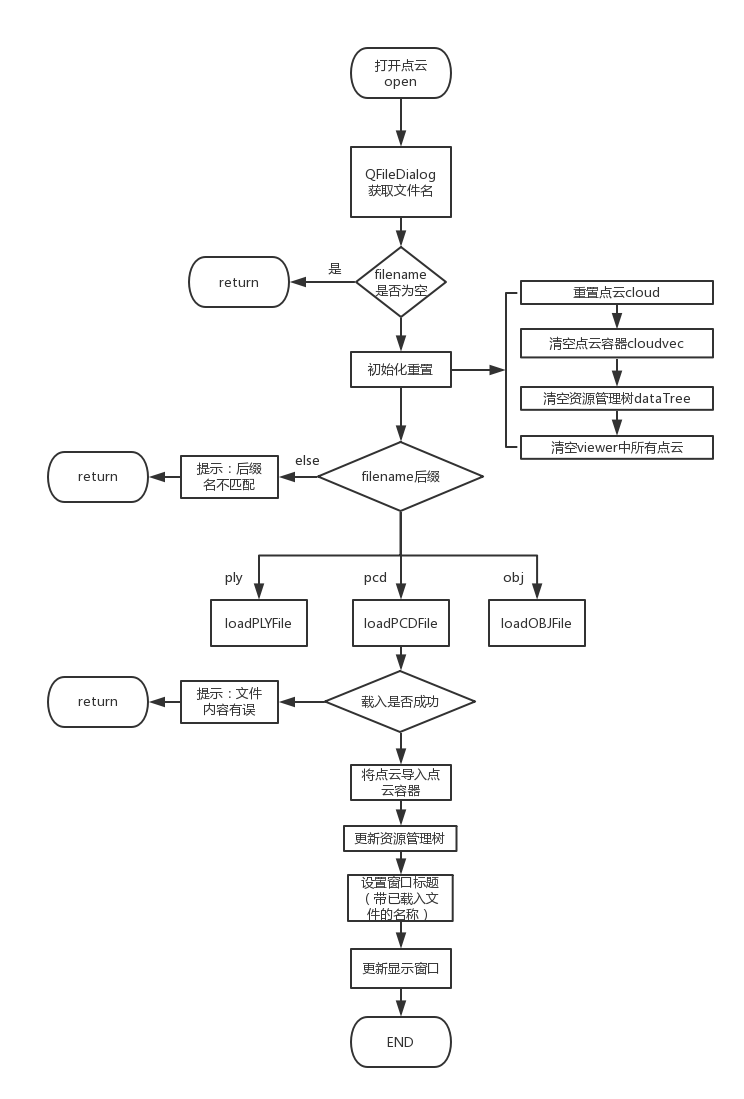 打开点云
open
QFileDialog
获取文件名
是
filename
是否为空
return
重置点云cloud
清空点云容器cloudvec
清空资源管理树dataTree
清空viewer中所有点云
初始化重置
else
filename后缀
提示：后缀
名不匹配
return
ply
pcd
obj
loadPLYFile
loadPCDFile
loadOBJFile
载入是否成功
提示：文件
内容有误
return
将点云导入点
云容器
更新资源管理树
设置窗口标题
（带已载入文
件的名称）
更新显示窗口
END